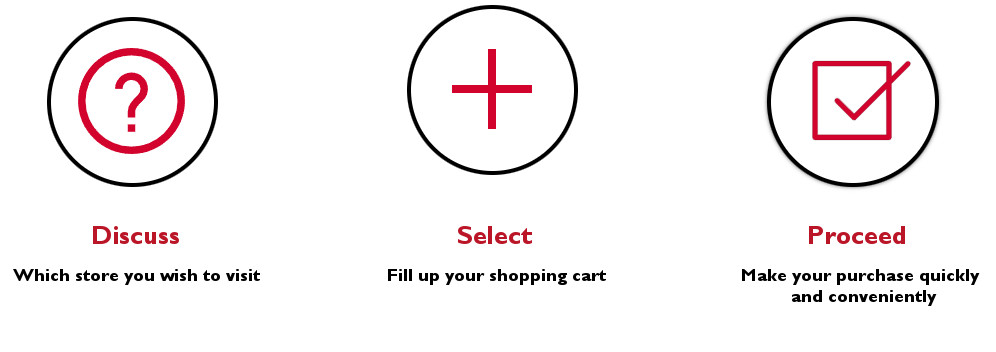 ?
Discuss
Which store you wish to visit
Select
Fill up your shopping cart
Proceed
Make your purchase quickly
and conveniently